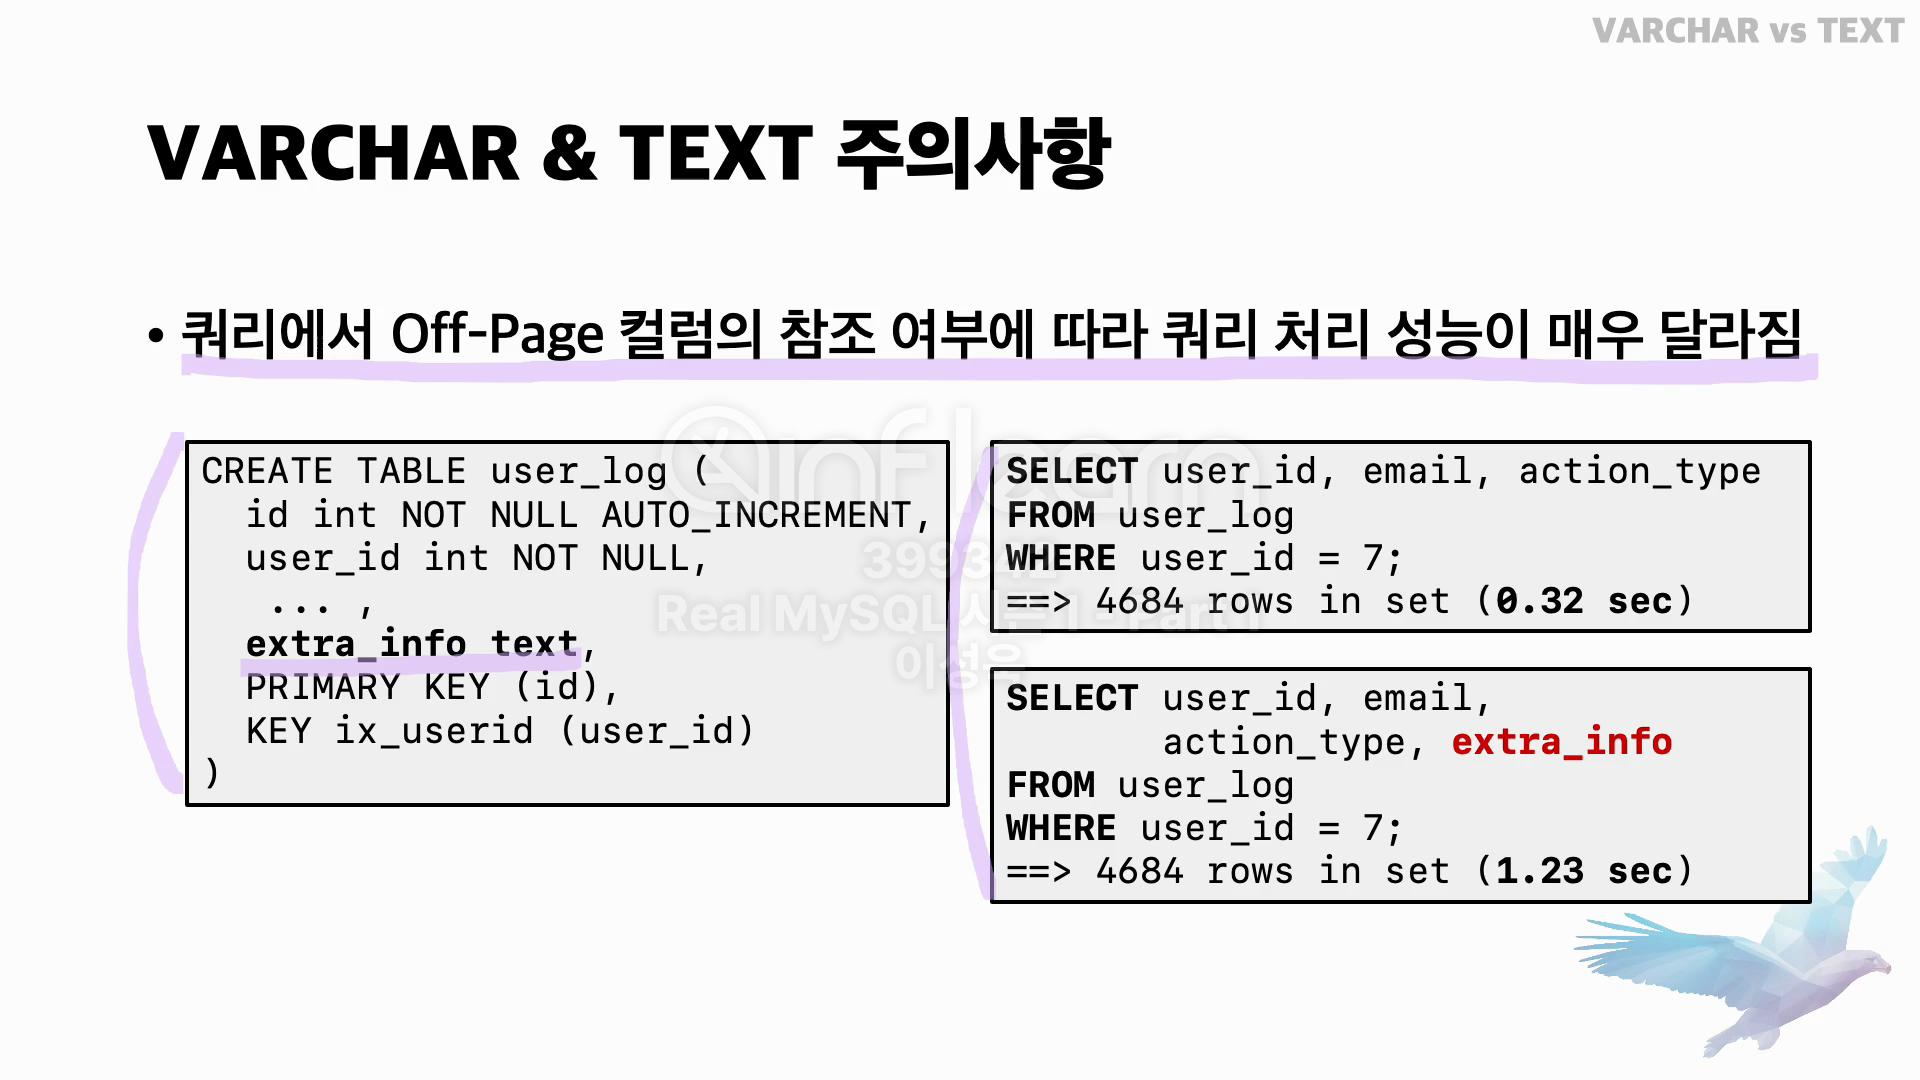 VARCHAR vs TEXT
VARCHAR & TEXT 주의사항
• 쿼리에서 Off-Page 컬럼의 참조 여부에 따라 쿼리 처리 성능이 매우 달라짐
CREATE TABLE user_log (
  id int NOT NULL AUTO_INCREMENT,
  user_id int NOT NULL,
   ... ,
  extra_info text,
  PRIMARY KEY (id),
  KEY ix_userid (user_id)
)
SELECT user_id, email, action_type
FROM user_log
WHERE user_id = 7;
==> 4684 rows in set (0.32 sec)
SELECT user_id, email,
       action_type, extra_info
FROM user_log
WHERE user_id = 7;
==> 4684 rows in set (1.23 sec)
inflearn
399342
Real MySQL 시즌 1 - Part 1